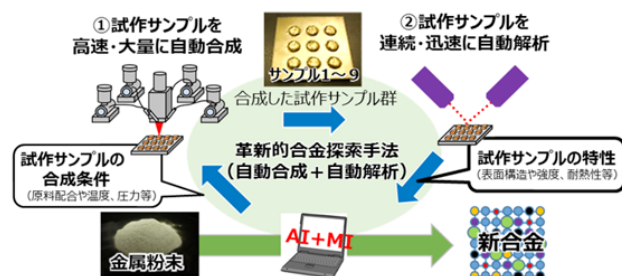 ①試作サンプルを
高速・大量に自動合成
サンプル1～9
合成した試作サンプル群
②試作サンプルを
連続・迅速に自動解析
革新的合金探索手法
(自動合成＋自動解析)
試作サンプルの
合成条件
(原料配合や温度、圧力等)
試作サンプルの特性
(表面構造や強度、耐熱性等)
金属粉末
AI+MI
新合金